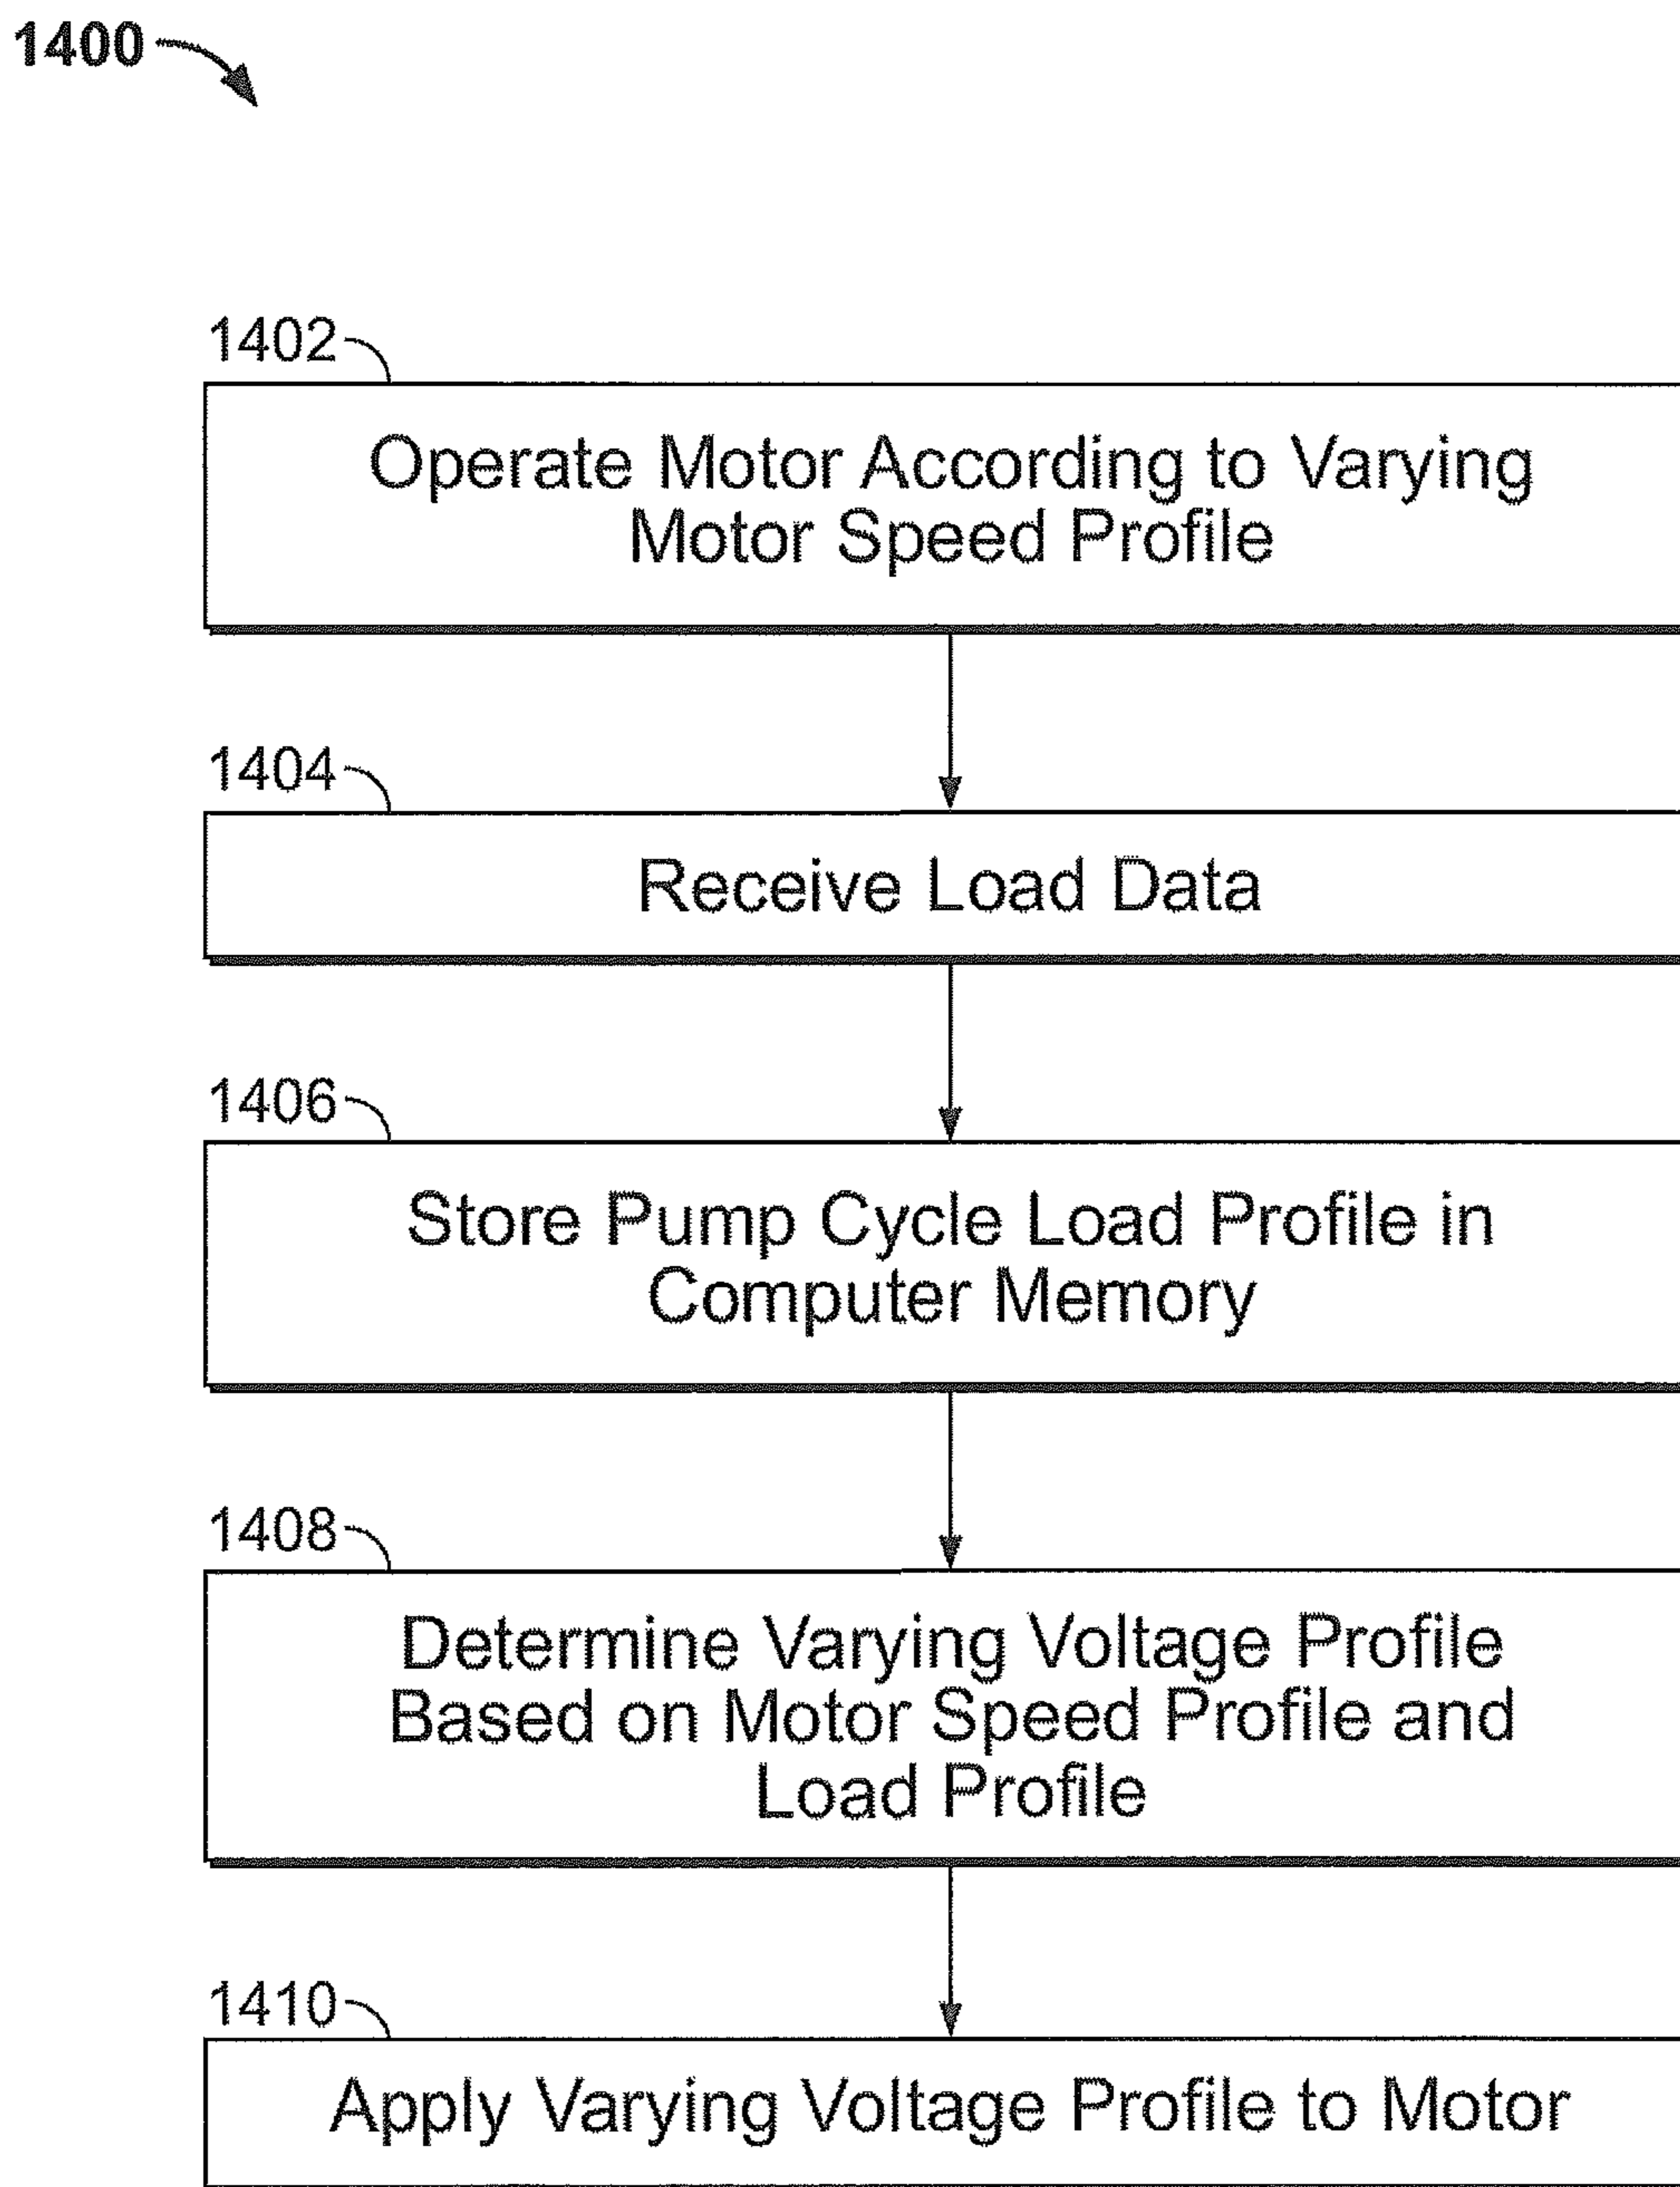 1400
1402
Operate Motor According to Varying
Motor Speed Profile
1404
Receive Load Data
1406
Store Pump Cycle Load Profile in
Computer Memory
1408
Determine Varying Voltage Profile
Based on Motor Speed Profile and
Load Profile
1410
Apply Varying Voltage Profile to Motor